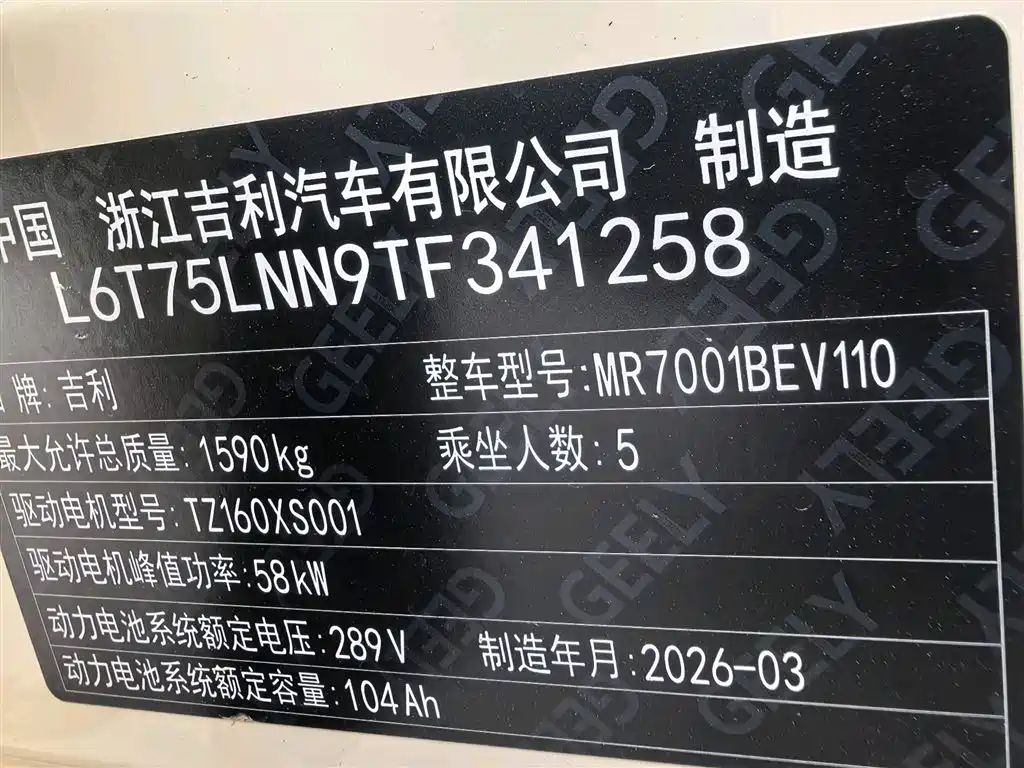 中国 浙江吉利汽车有限公司 制造
L6T75LNN9TF341258
牌:吉利 整车型号:MR7001BEV110
最大允许总质量:1590kg 乘坐人数:5
驱动电机型号:TZ160XS001
驱动电机峰值功率:58kW
动力电池系统额定电压:289V 制造年月:2026-03
动力电池系统额定容量:104Ah